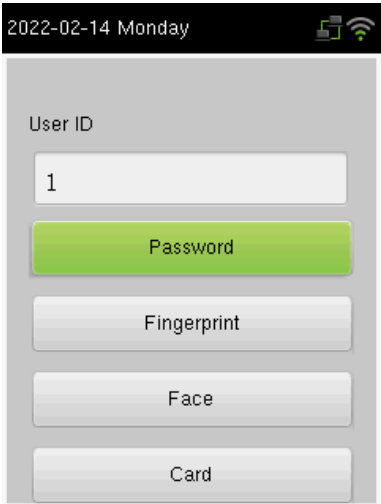 2022-02-14 Monday
User ID
1
Password
Fingerprint
Face
Card